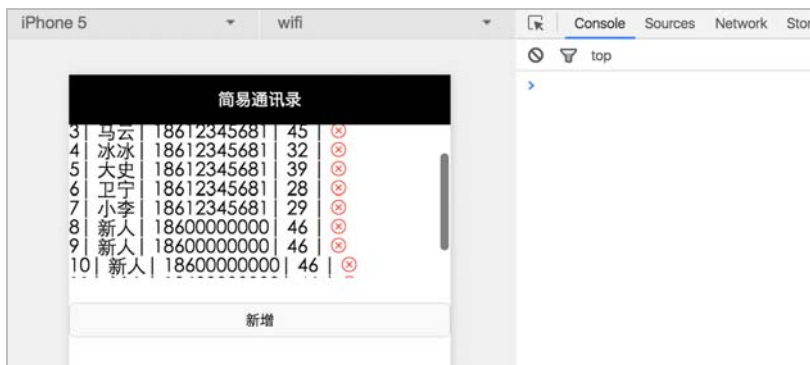 iPhone 5 wifi
Console Sources Network Stor
top
简易通讯录
3| 马云| 18612345681| 45 |
4| 冰冰| 18612345681| 32 |
5| 大史| 18612345681| 39 |
6| 卫宁| 18612345681| 28 |
7| 小李| 18612345681| 29 |
8| 新人| 18600000000| 46 |
9| 新人| 18600000000| 46 |
10| 新人| 18600000000| 46 |
新增